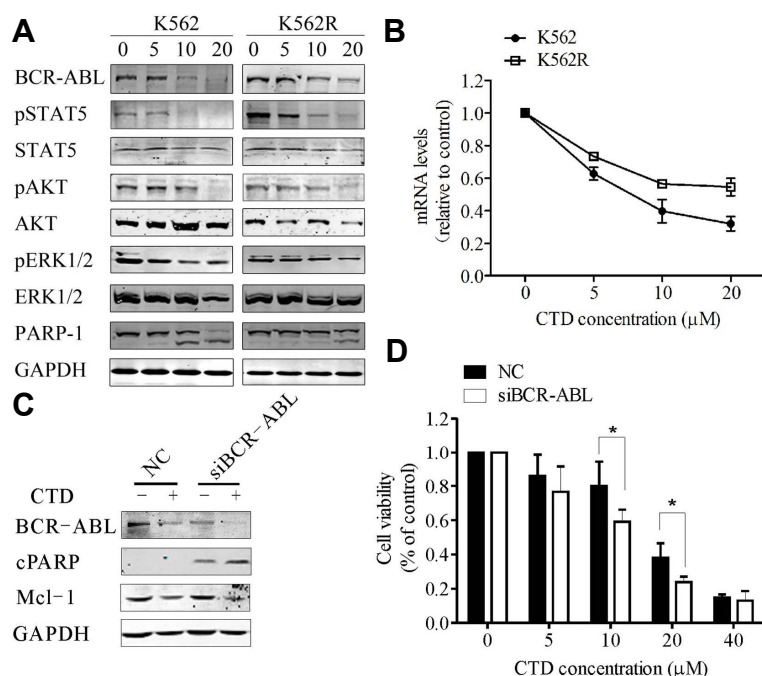 A
K562
K562R
0 5 10 20
0 5 10 20
BCR-ABL
pSTAT5
STAT5
pAKT
AKT
pERK1/2
ERK1/2
PARP-1
GAPDH
B
K562
K562R
mRNA levels
(relative to control)
1.2
1.0
0.8
0.6
0.4
0.2
0.0
0 5 10 20
CTD concentration (μM)
C
NC
siBCR-ABL
CTD − + − +
BCR-ABL
cPARP
Mcl-1
GAPDH
D
NC
siBCR-ABL
Cell viability
(% of control)
1.2
1.0
0.8
0.6
0.4
0.2
0.0
*
*
0 5 10 20 40
CTD concentration (μM)